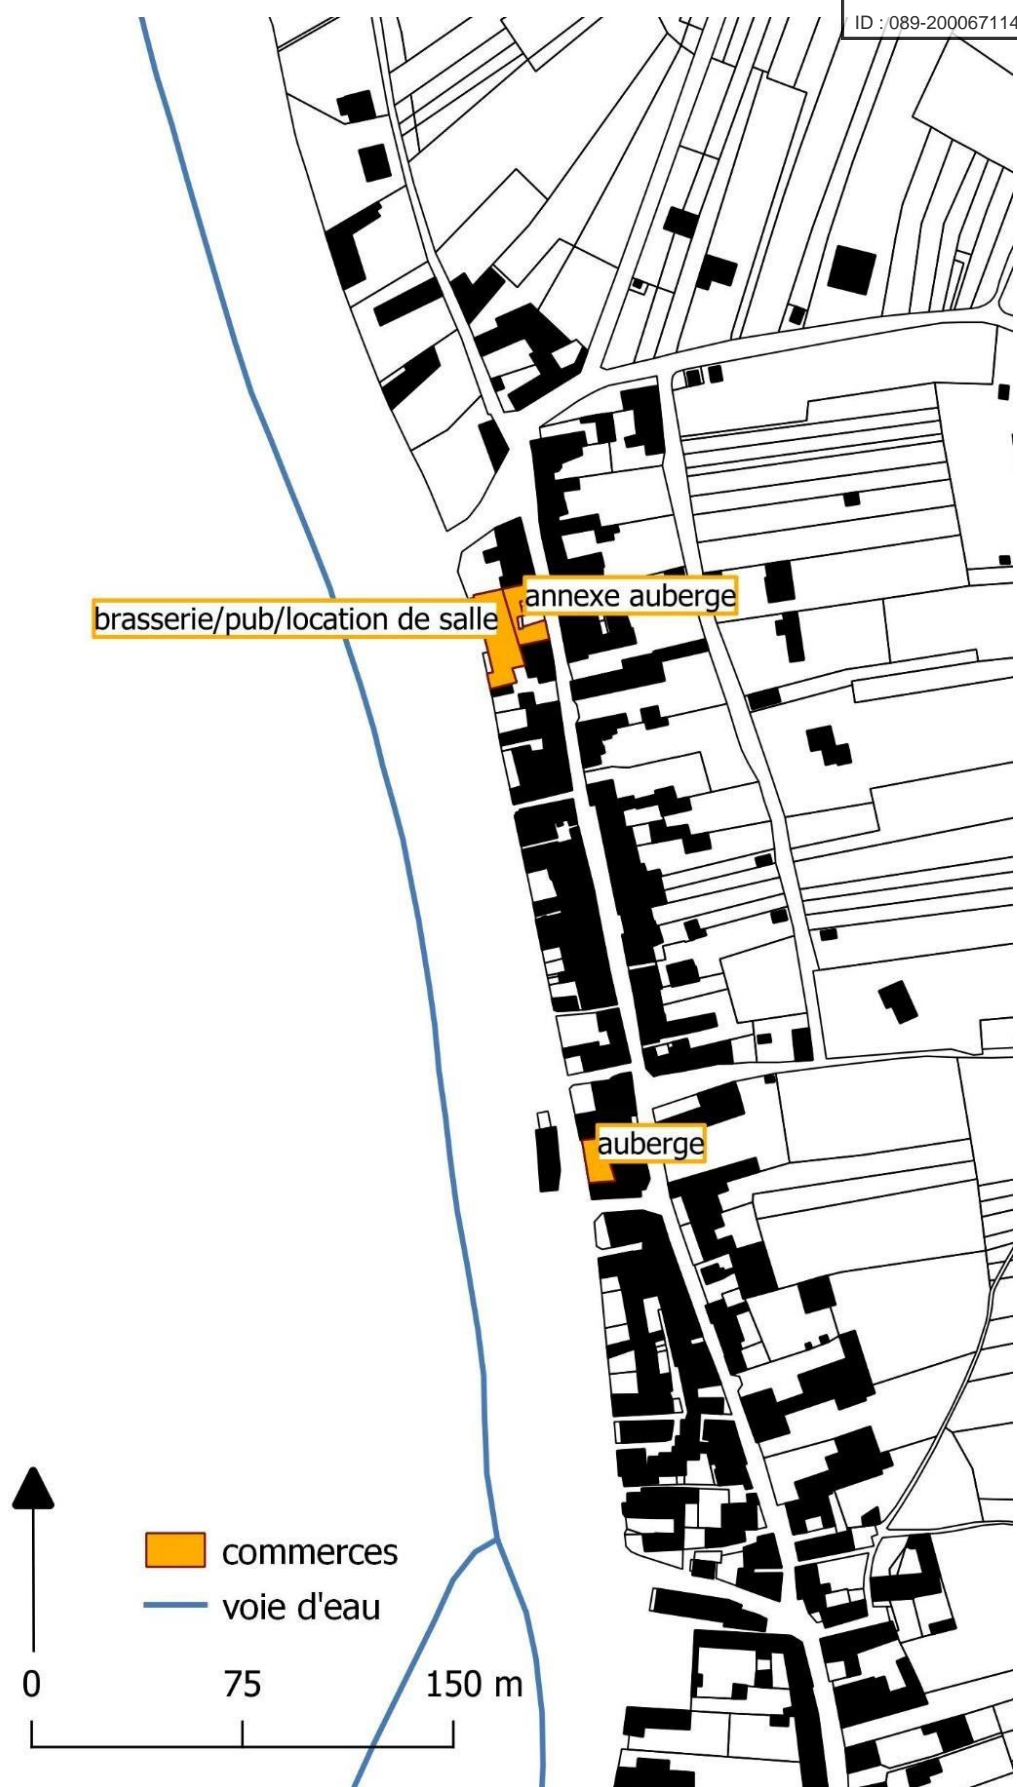 ID : 089-200067114
annexe auberge
brasserie/pub/location de salle
auberge
commerces
voie d'eau
0 75 150 m